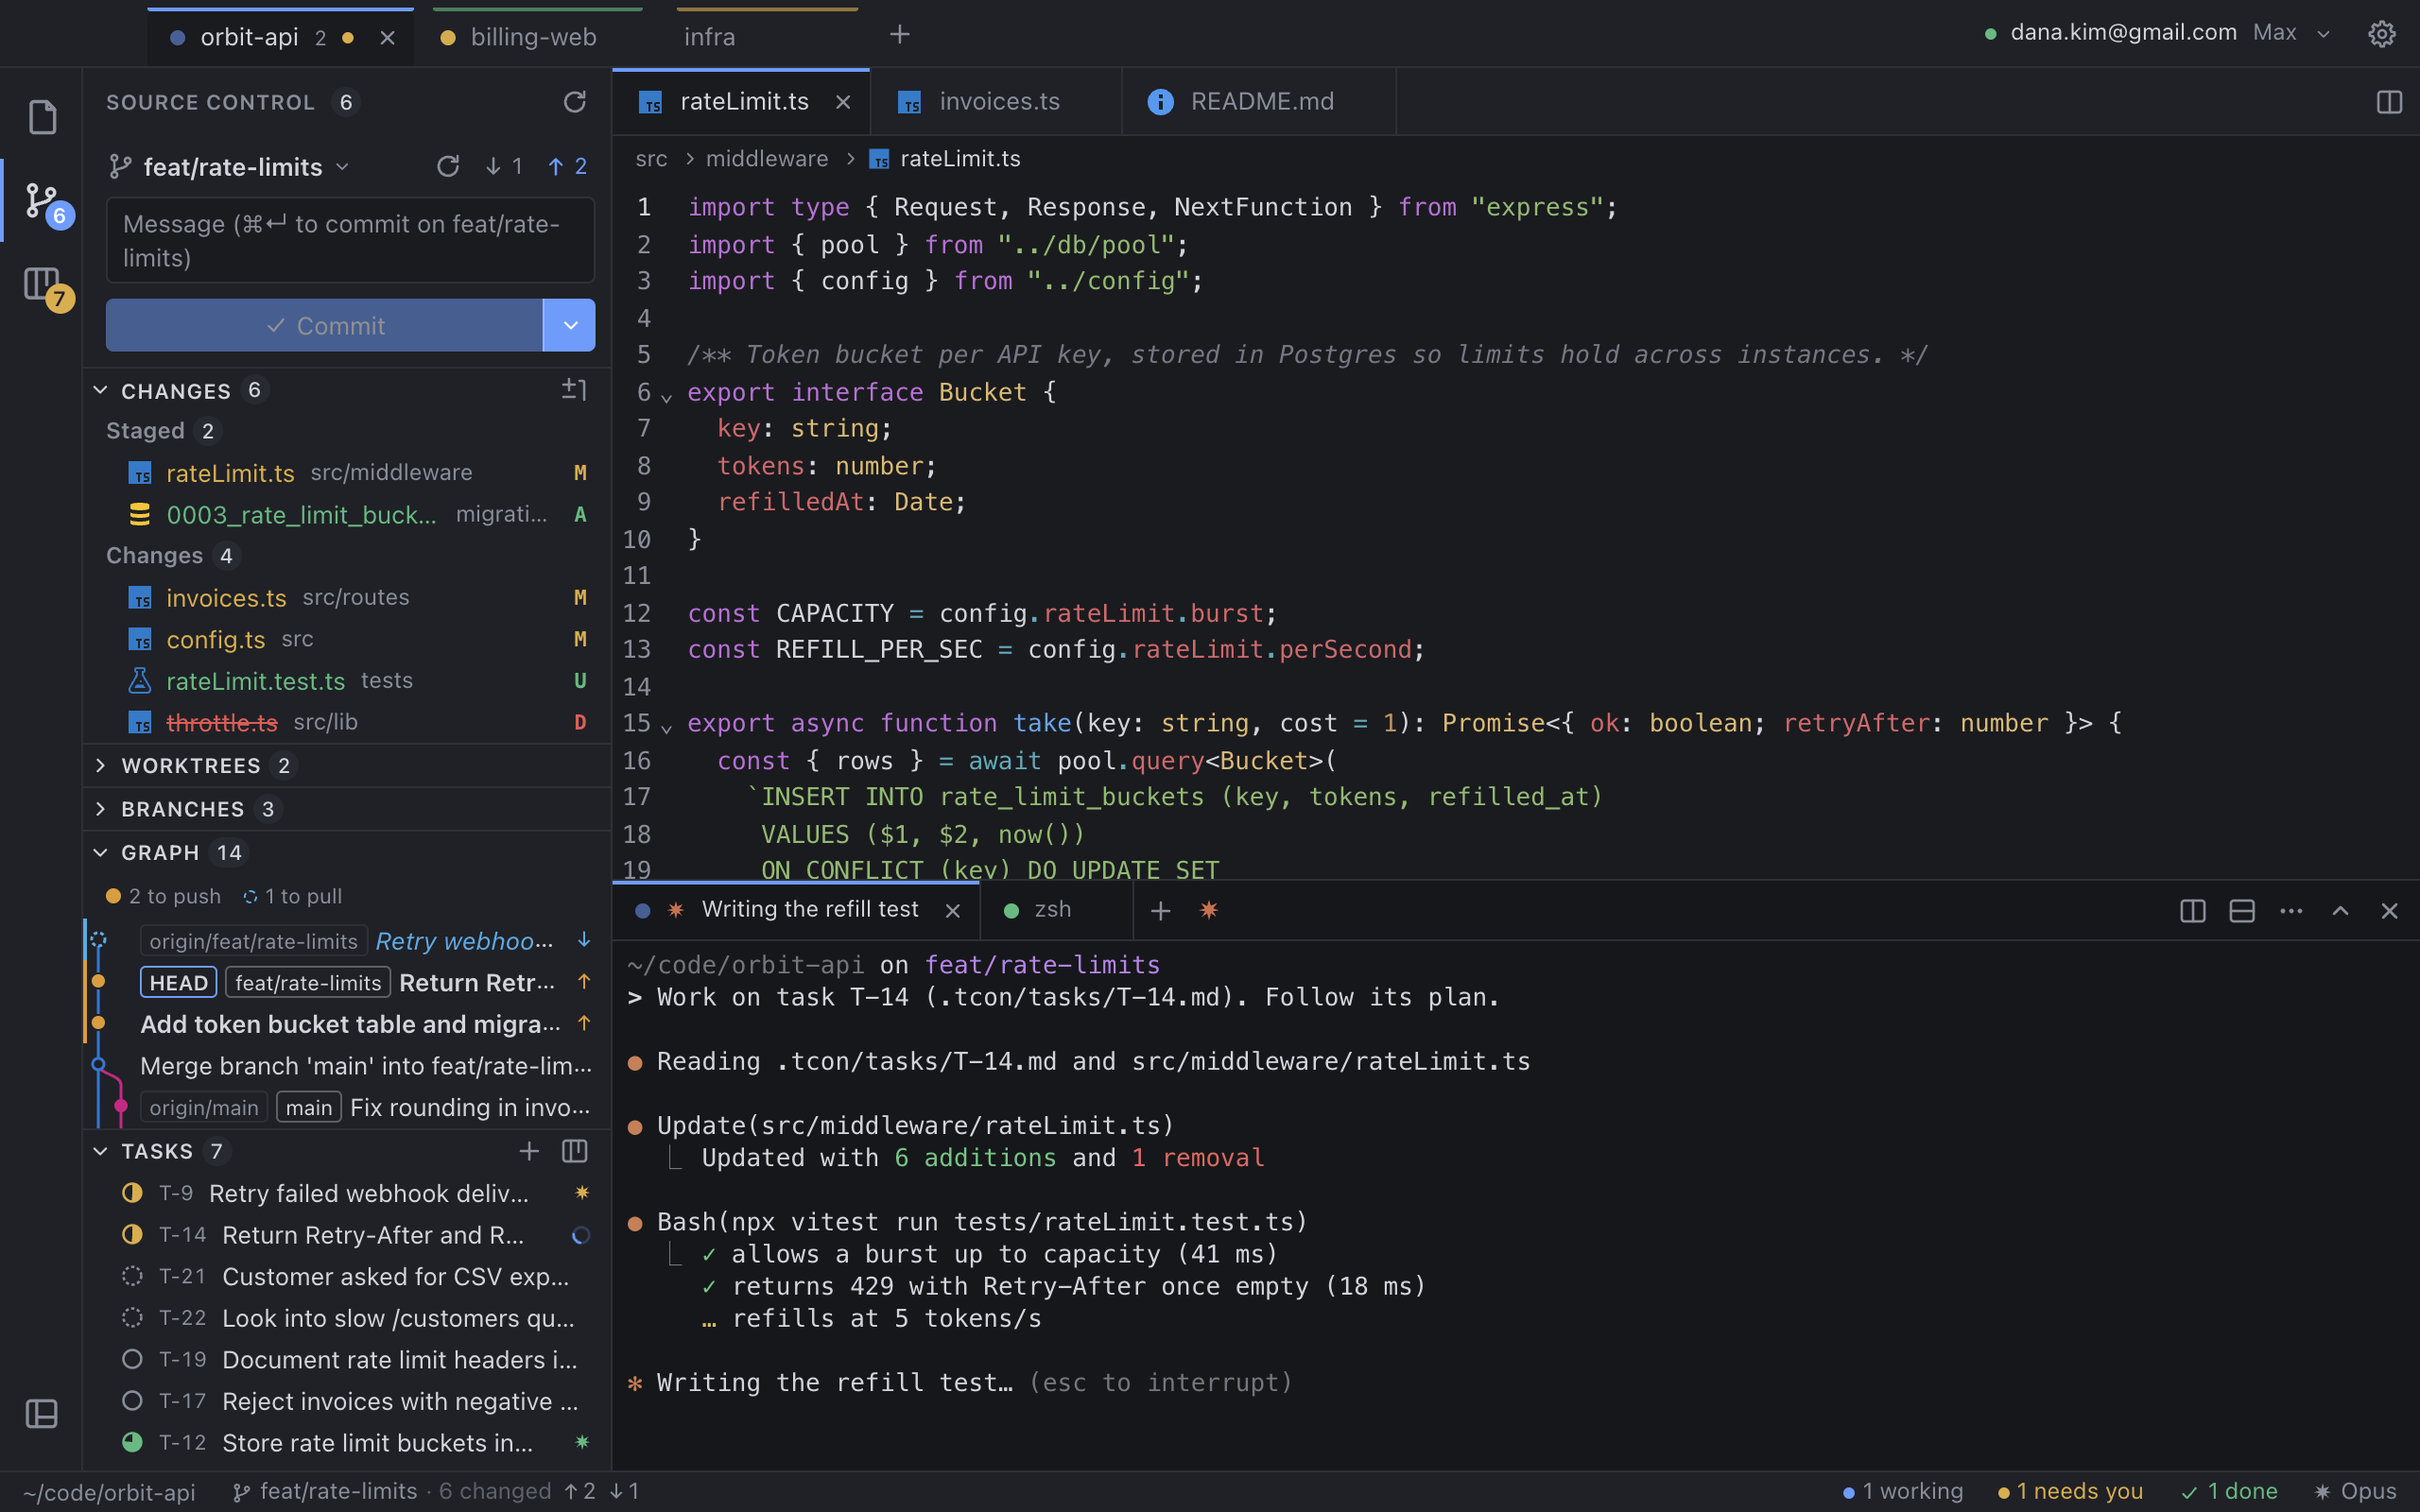 orbit-api 2
billing-web
infra
dana.kim@gmail.com Max
SOURCE CONTROL 6
feat/rate-limits ↓ 1 ↑ 2
Message (⌘↵ to commit on feat/rate-
limits)
✓ Commit
CHANGES 6
Staged 2
TS rateLimit.ts src/middleware M
0003_rate_limit_buck... migrati... A
Changes 4
TS invoices.ts src/routes M
TS config.ts src M
rateLimit.test.ts tests U
TS throttle.ts src/lib D
WORKTREES 2
BRANCHES 3
GRAPH 14
2 to push 1 to pull
origin/feat/rate-limits Retry webhoo... ↓
HEAD feat/rate-limits Return Retr... ↑
Add token bucket table and migra... ↑
Merge branch 'main' into feat/rate-lim...
origin/main main Fix rounding in invo...
TASKS 7
T-9 Retry failed webhook deliv...
T-14 Return Retry-After and R...
T-21 Customer asked for CSV exp...
T-22 Look into slow /customers qu...
T-19 Document rate limit headers i...
T-17 Reject invoices with negative ...
T-12 Store rate limit buckets in...
6
7
TS rateLimit.ts
TS invoices.ts
README.md
src > middleware > TS rateLimit.ts
1 import type { Request, Response, NextFunction } from "express";
2 import { pool } from "../db/pool";
3 import { config } from "../config";
4
5 /** Token bucket per API key, stored in Postgres so limits hold across instances. */
6 export interface Bucket {
7 key: string;
8 tokens: number;
9 refilledAt: Date;
10 }
11
12 const CAPACITY = config.rateLimit.burst;
13 const REFILL_PER_SEC = config.rateLimit.perSecond;
14
15 export async function take(key: string, cost = 1): Promise<{ ok: boolean; retryAfter: number }> {
16 const { rows } = await pool.query<Bucket>(
17 `INSERT INTO rate_limit_buckets (key, tokens, refilled_at)
18 VALUES ($1, $2, now())
19 ON CONFLICT (key) DO UPDATE SET
Writing the refill test
zsh
~/code/orbit-api on feat/rate-limits
> Work on task T-14 (.tcon/tasks/T-14.md). Follow its plan.
Reading .tcon/tasks/T-14.md and src/middleware/rateLimit.ts
Update(src/middleware/rateLimit.ts)
Updated with 6 additions and 1 removal
Bash(npx vitest run tests/rateLimit.test.ts)
✓ allows a burst up to capacity (41 ms)
✓ returns 429 with Retry-After once empty (18 ms)
… refills at 5 tokens/s
✻ Writing the refill test… (esc to interrupt)
~/code/orbit-api feat/rate-limits · 6 changed ↑2 ↓1
1 working 1 needs you ✓ 1 done Opus